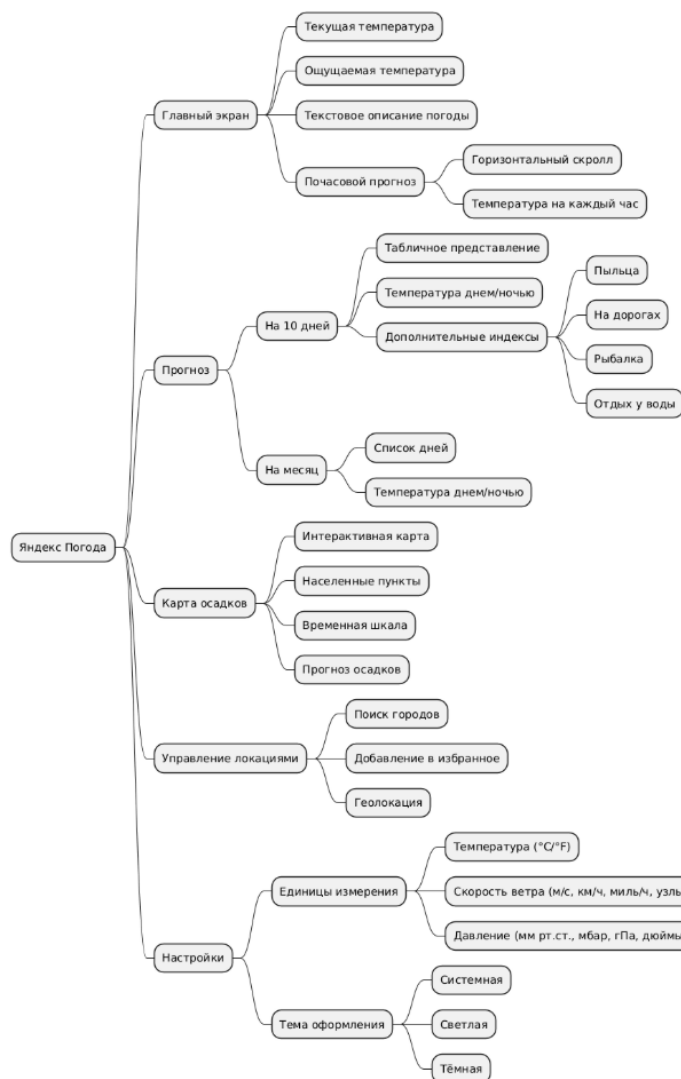 Текущая температура
Ощущаемая температура
Главный экран
Текстовое описание погоды
Почасовой прогноз
Горизонтальный скролл
Температура на каждый час
Прогноз
На 10 дней
Табличное представление
Температура днем/ночью
Дополнительные индексы
Пыльца
На дорогах
Рыбалка
Отдых у воды
На месяц
Список дней
Температура днем/ночью
Яндекс Погода
Карта осадков
Интерактивная карта
Населенные пункты
Временная шкала
Прогноз осадков
Управление локациями
Поиск городов
Добавление в избранное
Геолокация
Настройки
Единицы измерения
Температура (°C/°F)
Скорость ветра (м/с, км/ч, миль/ч, узлы
Давление (мм рт.ст., мбар, гПа, дюймы
Тема оформления
Системная
Светлая
Тёмная